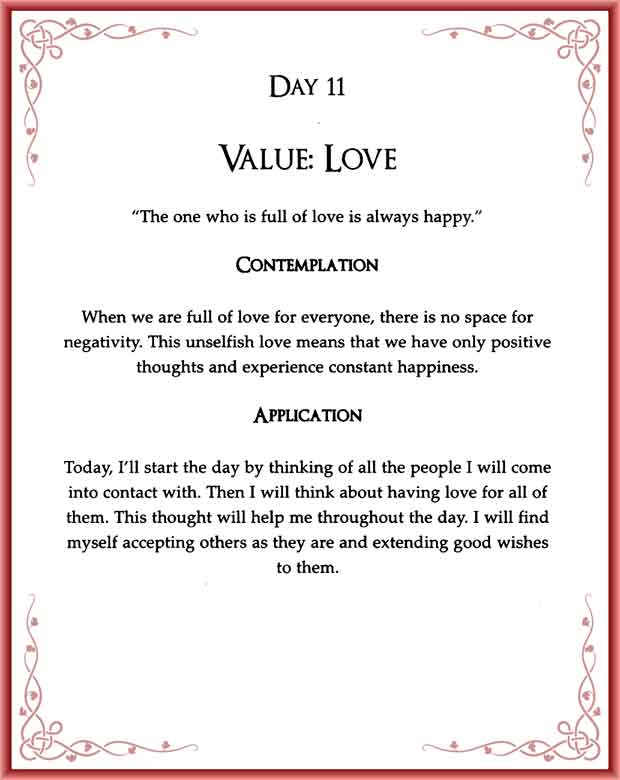 Day 11
Value: Love
“The one who is full of love is always happy.”
Contemplation
When we are full of love for everyone, there is no space for
negativity. This unselfish love means that we have only positive
thoughts and experience constant happiness.
Application
Today, I’ll start the day by thinking of all the people I will come
into contact with. Then I will think about having love for all of
them. This thought will help me throughout the day. I will find
myself accepting others as they are and extending good wishes
to them.